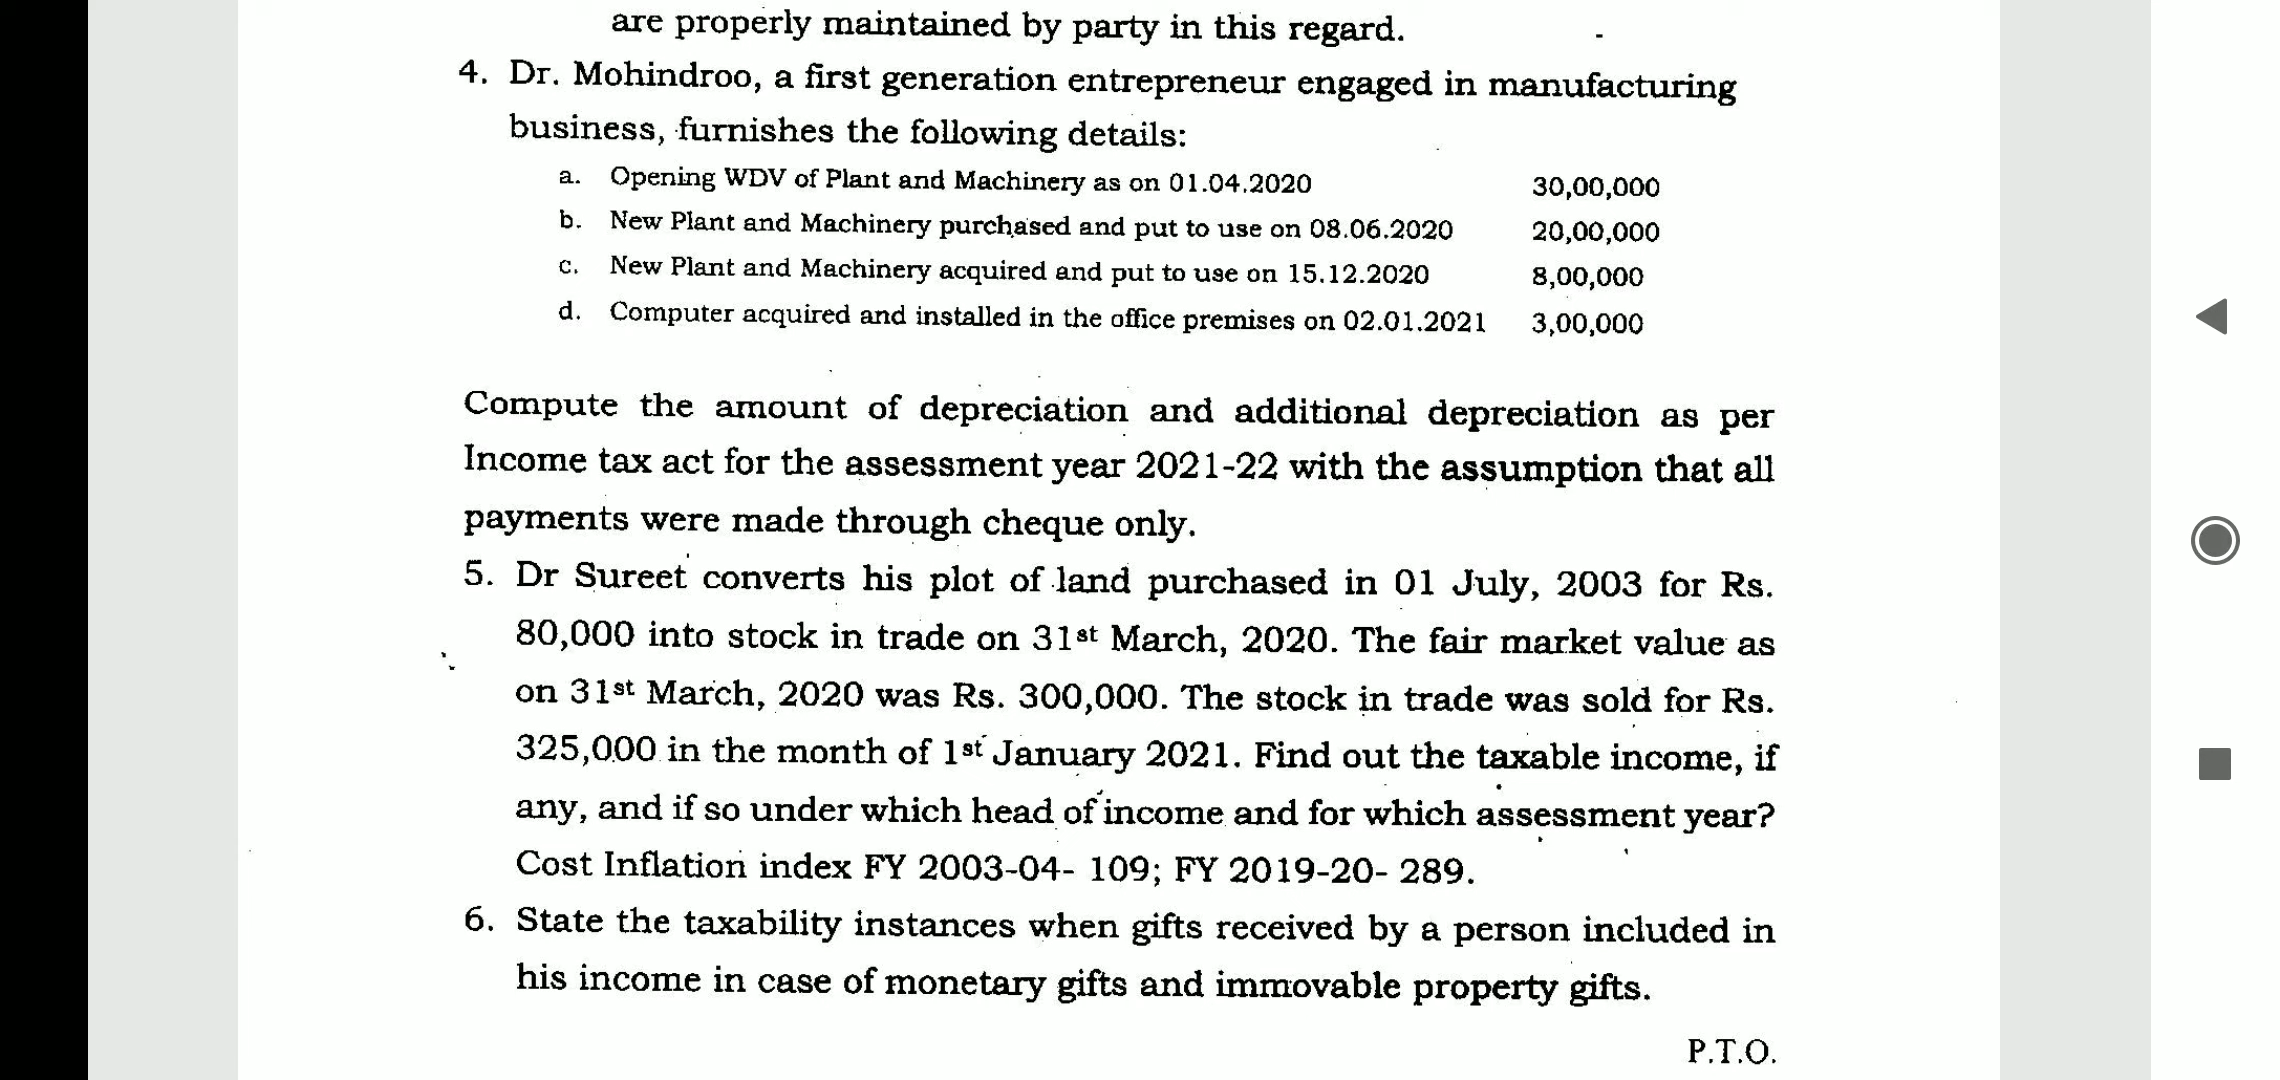 are properly maintained by party in this regard.
4. Dr. Mohindroo, a first generation entrepreneur engaged in manufacturing
business, furnishes the following details:
a. Opening WDV of Plant and Machinery as on 01.04.2020 30,00,000
b. New Plant and Machinery purchased and put to use on 08.06.2020 20,00,000
c. New Plant and Machinery acquired and put to use on 15.12.2020 8,00,000
d. Computer acquired and installed in the office premises on 02.01.2021 3,00,000
Compute the amount of depreciation and additional depreciation as per
Income tax act for the assessment year 2021-22 with the assumption that all
payments were made through cheque only.
5. Dr Sureet converts his plot of land purchased in 01 July, 2003 for Rs.
80,000 into stock in trade on 31st March, 2020. The fair market value as
on 31st March, 2020 was Rs. 300,000. The stock in trade was sold for Rs.
325,000 in the month of 1st January 2021. Find out the taxable income, if
any, and if so under which head of income and for which assessment year?
Cost Inflation index FY 2003-04- 109; FY 2019-20- 289.
6. State the taxability instances when gifts received by a person included in
his income in case of monetary gifts and immovable property gifts.
P.T.O.